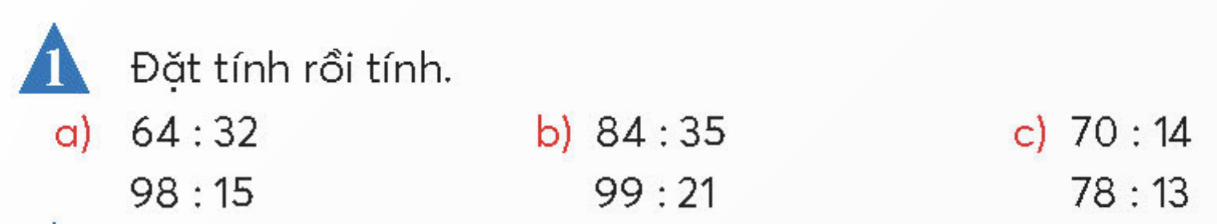 1 Đặt tính rồi tính.
a) 64 : 32 b) 84 : 35 c) 70 : 14
98 : 15 99 : 21 78 : 13